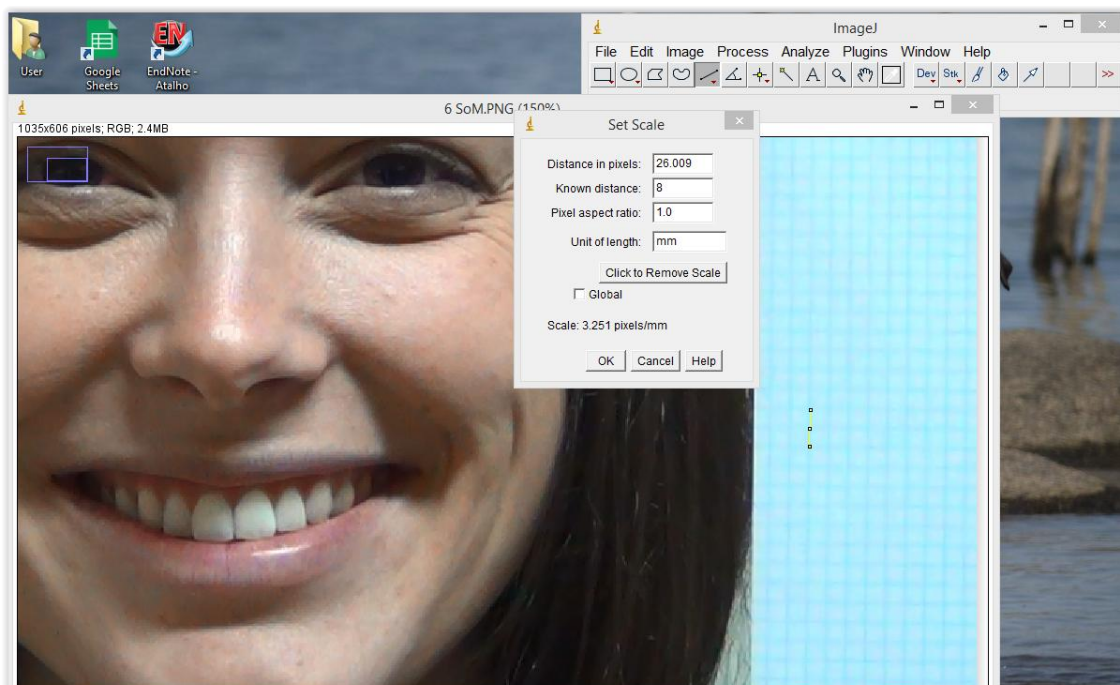 User
Google
Sheets
EndNote -
Atalho
ImageJ
File Edit Image Process Analyze Plugins Window Help
Dev Stk
6 SoM.PNG (150%)
1035x606 pixels; RGB; 2.4MB
Set Scale
Distance in pixels: 26.009
Known distance: 8
Pixel aspect ratio: 1.0
Unit of length: mm
Click to Remove Scale
Global
Scale: 3.251 pixels/mm
OK Cancel Help